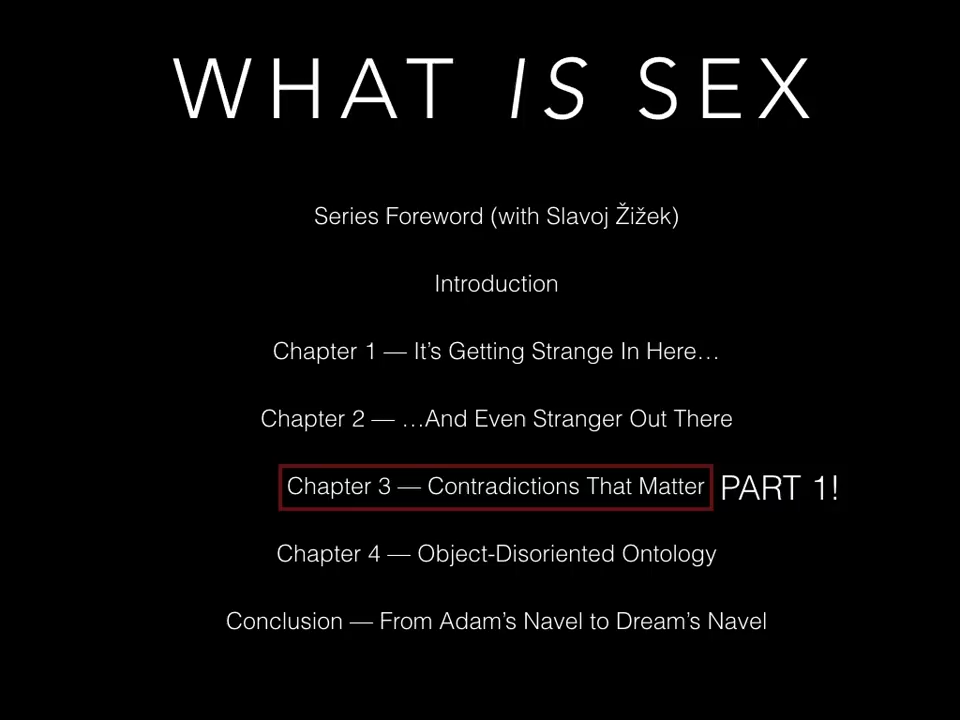 WHAT IS SEX
Series Foreword (with Slavoj Žižek)
Introduction
Chapter 1 — It’s Getting Strange In Here…
Chapter 2 — …And Even Stranger Out There
Chapter 3 — Contradictions That Matter PART 1!
Chapter 4 — Object-Disoriented Ontology
Conclusion — From Adam’s Navel to Dream’s Navel